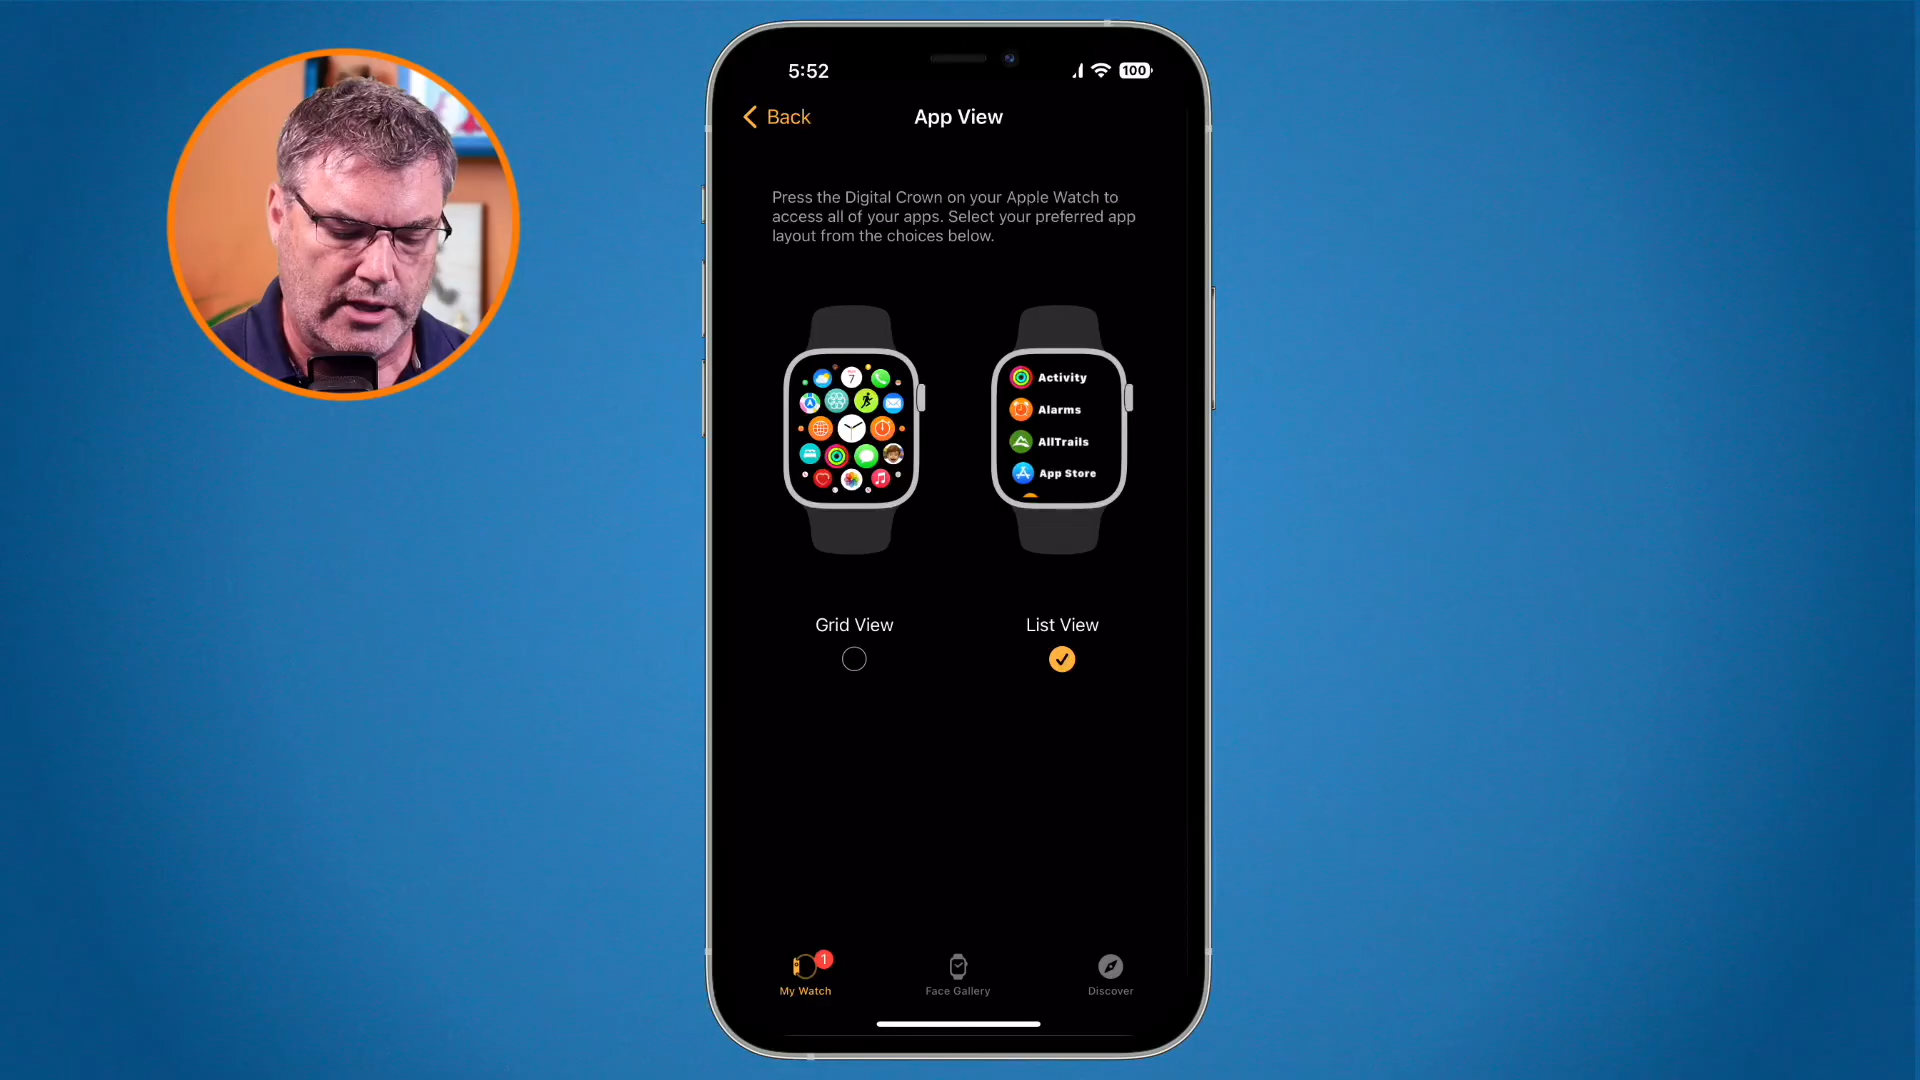 5:52
100
Back
App View
Press the Digital Crown on your Apple Watch to
access all of your apps. Select your preferred app
layout from the choices below.
7
Activity
Alarms
AllTrails
App Store
Grid View
List View
1
My Watch
Face Gallery
Discover